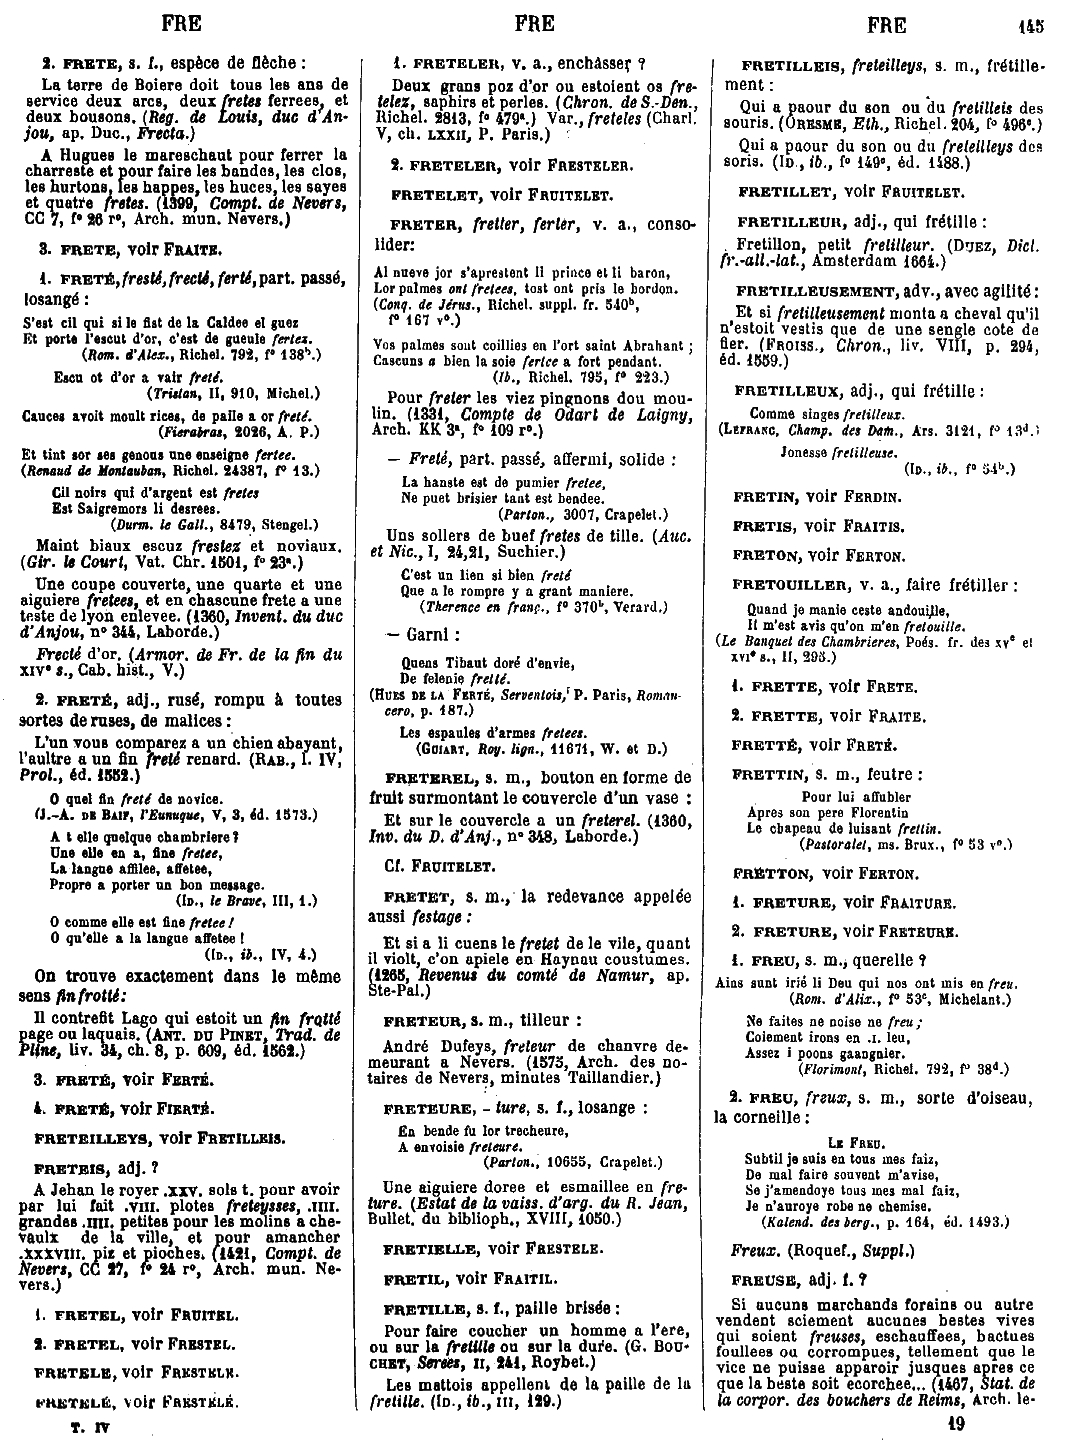 FRE
FRE
FRE
145
2. FRETE, s. f., espèce de flèche :
La terre de Boiere doit tous les ans de
service deux arcs, deux fretes ferrees, et
deux bousons. (Reg. de Louis, duc d'An-
jou, ap. Duc., Frecta.)
A Hugues le mareschaut pour ferrer la
charreste et pour faire les bandes, les clos,
les hurtons, les happes, les huces, les sayes
et quatre fretes. (1399, Compt. de Nevers,
CC 7, f° 26 r°, Arch. mun. Nevers.)
3. FRETE, voir FRAITE.
1. FRETÉ, fresté, frecté, ferté, part. passé,
losangé :
S'est cil qui si le fist de la Caldee el guez
Et porte l'escut d'or, c'est de gueule fertez.
(Rom. d'Alex., Richel. 792, f° 138b.)
Escu ot d'or a vair freté.
(Tristan, II, 910, Michel.)
Cauces avoit moult rices, de paile a or freté.
(Fierabras, 2026, A. P.)
Et tint sor ses genous une enseigne fertee.
(Renaud de Montauban, Richel. 24387, f° 13.)
Cil noirs qui d'argent est fretes
Est Saigremors li desrees.
(Durm. le Gall., 8479, Stengel.)
Maint biaux escuz frestez et noviaux.
(Gir. le Court, Vat. Chr. 1501, f° 23a.)
Une coupe couverte, une quarte et une
aiguiere fretees, et en chascune frete a une
teste de lyon enlevee. (1360, Invent. du duc
d'Anjou, n° 344, Laborde.)
Frecté d'or. (Armor. de Fr. de la fin du
XIVe s., Cab. hist., V.)
2. FRETÉ, adj., rusé, rompu à toutes
sortes de ruses, de malices :
L'un vous comparez a un chien abayant,
l'aultre a un fin freté renard. (RAB., l. IV,
Prol., éd. 1552.)
O quel fin freté de novice.
(J.-A. DE BAIF, l'Eunuque, V, 3, éd. 1573.)
A t elle quelque chambriere?
Une elle en a, fine fretee,
La langue affilee, affetee,
Propre a porter un bon message.
(ID., le Brave, III, 1.)
O comme elle est fine fretee !
O qu'elle a la langue affetee !
(ID., ib., IV, 4.)
On trouve exactement dans le même
sens fin frotté:
Il contrefit Lago qui estoit un fin frotté
page ou laquais. (ANT. DU PINET, Trad. de
Pline, liv. 34, ch. 8, p. 609, éd. 1562.)
3. FRETÉ, voir FERTÉ.
4. FRETÉ, voir FIERTÉ.
FRETEILLEYS, voir FRETILLEIS.
FRETEIS, adj. ?
A Jehan le royer .XXV. sols t. pour avoir
par lui fait .VIII. plotes freteysses, .IIII.
grandes .IIII. petites pour les molins a che-
vaulx de la ville, et pour amancher
.XXXVIII. piz et pioches. (1421, Compt. de
Nevers, CC 27, f° 24 r°, Arch. mun. Ne-
vers.)
1. FRETEL, voir FRUITEL.
2. FRETEL, voir FRESTEL.
FRETELE, voir FRESTELE.
FRETELÉ, voir FRESTELÉ.
T. IV
1. FRETELER, v. a., enchâsser ?
Deux grans poz d'or ou estoient os fre-
telez, saphirs et perles. (Chron. de S.-Den.,
Richel. 2813, f° 479c.) Var., freteles (Charl.
V, ch. LXXII, P. Paris.)
2. FRETELER, voir FRESTELER.
FRETELET, voir FRUITELET.
FRETER, fretter, ferter, v. a., conso-
lider:
Al nueve jor s'aprestent li prince et li baron,
Lor palmes ont fretees, tost ont pris le bordon.
(Conq. de Jérus., Richel. suppl. fr. 540b,
f° 167 v°.)
Vos palmes sont coillies en l'ort saint Abrahant ;
Cascuns a bien la soie fertee a fort pendant.
(Ib., Richel. 795, f° 223.)
Pour freter les viez pingnons dou mou-
lin. (1331, Compte de Odart de Laigny,
Arch. KK 3a, f° 109 r°.)
— Freté, part. passé, affermi, solide :
La hanste est de pumier fretee,
Ne puet brisier tant est bendee.
(Parton., 3007, Crapelet.)
Uns sollers de buef fretes de tille. (Auc.
et Nic., I, 24,21, Suchier.)
C'est un lien si bien freté
Que a le rompre y a grant maniere.
(Therence en franç., f° 370b, Verard.)
— Garni :
Quens Tibaut doré d'envie,
De felenie fretté.
(HUES DE LA FERTÉ, Serventois, P. Paris, Roman-
cero, p. 187.)
Les espaules d'armes fretees.
(GUIART, Roy. lign., 11671, W. et D.)
FRETEREL, s. m., bouton en forme de
fruit surmontant le couvercle d'un vase :
Et sur le couvercle a un freterel. (1360,
Inv. du D. d'Anj., n° 348, Laborde.)
Cf. FRUITELET.
FRETET, s. m., la redevance appelée
aussi festage :
Et si a li cuens le fretet de le vile, quant
il violt, c'on apiele en Haynau coustumes.
(1265, Revenus du comté de Namur, ap.
Ste-Pal.)
FRETEUR, s. m., tilleur :
André Dufeys, freteur de chanvre de-
meurant a Nevers. (1575, Arch. des no-
taires de Nevers, minutes Taillandier.)
FRETEURE, - ture, s. f., losange :
En bende fu lor trecheure,
A envoisie freteure.
(Parton., 10655, Crapelet.)
Une aiguiere doree et esmaillee en fre-
ture. (Estat de la vaiss. d'arg. du R. Jean,
Bullet. du biblioph., XVIII, 1050.)
FRETIELLE, voir FRESTELE.
FRETIL, voir FRAITIL.
FRETILLE, s. f., paille brisée :
Pour faire coucher un homme a l'ere,
ou sur la fretille ou sur la dure. (G. BOU-
CHET, Serees, II, 241, Roybet.)
Les mattois appellent de la paille de la
fretille. (ID., ib., III, 129.)
FRETILLEIS, freteilleys, s. m., frétille-
ment :
Qui a paour du son ou du fretilleis des
souris. (ORESME, Eth., Richel. 204, f° 496c.)
Qui a paour du son ou du freteilleys des
soris. (ID., ib., f° 149c, éd. 1488.)
FRETILLET, voir FRUITELET.
FRETILLEUR, adj., qui frétille :
Fretillon, petit fretilleur. (DUEZ, Dict.
fr.-all.-lat., Amsterdam 1664.)
FRETILLEUSEMENT, adv., avec agilité :
Et si fretilleusement monta a cheval qu'il
n'estoit vestis que de une sengle cote de
fier. (FROISS., Chron., liv. VIII, p. 294,
éd. 1559.)
FRETILLEUX, adj., qui frétille :
Comme singes fretilleux.
(LEFRANC, Champ. des Dam., Ars. 3121, f° 13d.)
Jonesse fretilleuse.
(ID., ib., f° 54b.)
FRETIN, voir FERDIN.
FRETIS, voir FRAITIS.
FRETON, voir FERTON.
FRETOUILLER, v. a., faire frétiller :
Quand je manie ceste andouille,
Il m'est avis qu'on m'en fretouille.
(Le Banquet des Chambrieres, Poés. fr. des XVe et
XVIe s., II, 295.)
1. FRETTE, voir FRETE.
2. FRETTE, voir FRAITE.
FRETTÉ, voir FRETÉ.
FRETTIN, s. m., feutre :
Pour lui affubler
Apres son pere Florentin
Le chapeau de luisant frettin.
(Pastoralet, ms. Brux., f° 53 v°.)
FRETTON, voir FERTON.
1. FRETURE, voir FRAITURE.
2. FRETURE, voir FRETEURE.
1. FREU, s. m., querelle ?
Ains sunt irié li Deu qui nos ont mis en freu.
(Rom. d'Alix., f° 53c, Michelant.)
Ne faites ne noise ne freu ;
Coiement irons en .I. leu,
Assez i poons gaangnier.
(Florimont, Richel. 792, f° 38d.)
2. FREU, freux, s. m., sorte d'oiseau,
la corneille :
LE FREU.
Subtil je suis en tous mes faiz,
De mal faire souvent m'avise,
Se j'amendoye tous mes mal faiz,
Je n'auroye robe ne chemise.
(Kalend. des berg., p. 164, éd. 1493.)
Freux. (Roquef., Suppl.)
FREUSE, adj. f. ?
Si aucuns marchands forains ou autre
vendent sciement aucunes bestes vives
qui soient freuses, eschauffees, bactues
foullees ou corrompues, tellement que le
vice ne puisse apparoir jusques apres ce
que la beste soit ecorchee... (1467, Stat. de
la corpor. des bouchers de Reims, Arch. le-
19